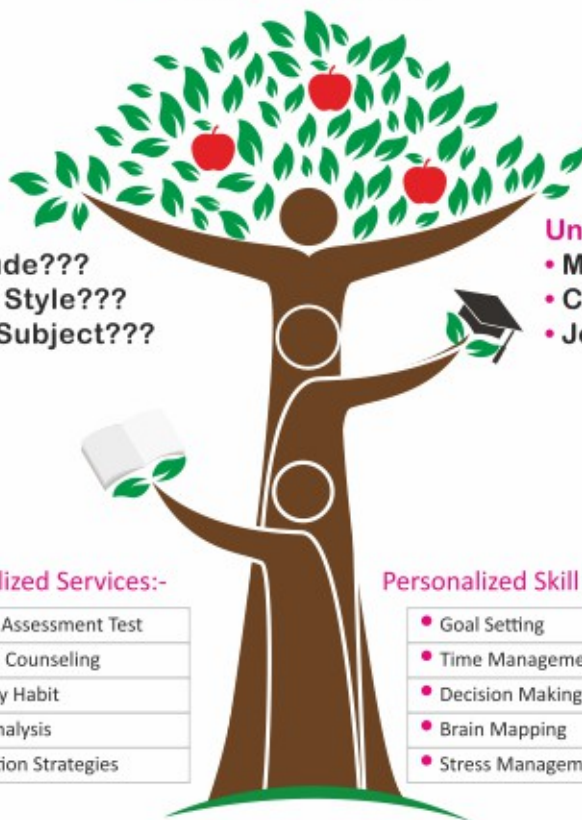 ude???
Style???
Subject???
Un
• M
• C
• Jo
lized Services:-
Assessment Test
Counseling
y Habit
nalysis
tion Strategies
Personalized Skill
• Goal Setting
• Time Manageme
• Decision Making
• Brain Mapping
• Stress Managem